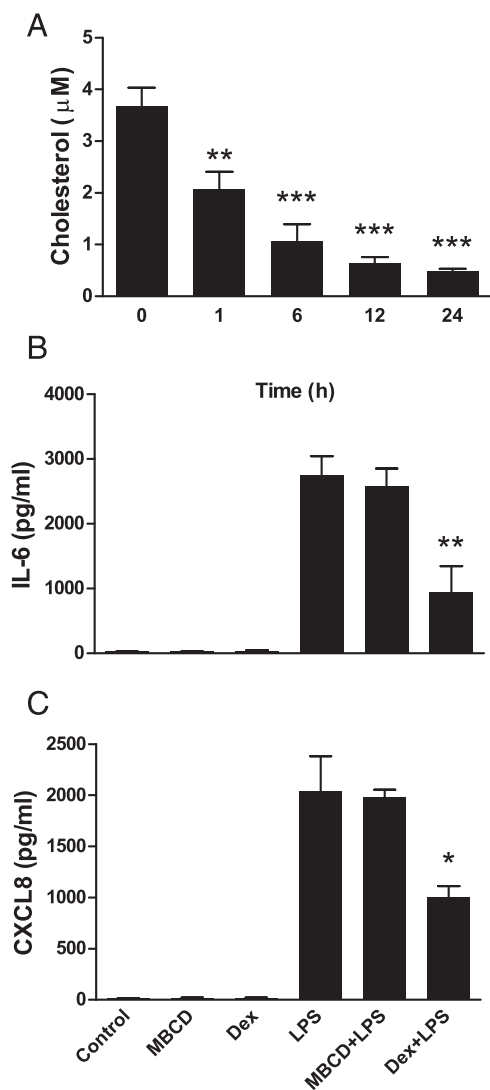 A
Cholesterol (μM)
5
4
3
2
1
0
**
***
***
***
0 1 6 12 24
Time (h)
B
IL-6 (pg/ml)
4000
3000
2000
1000
0
**
C
CXCL8 (pg/ml)
2500
2000
1500
1000
500
0
*
Control MBCD Dex LPS MBCD+LPS Dex+LPS